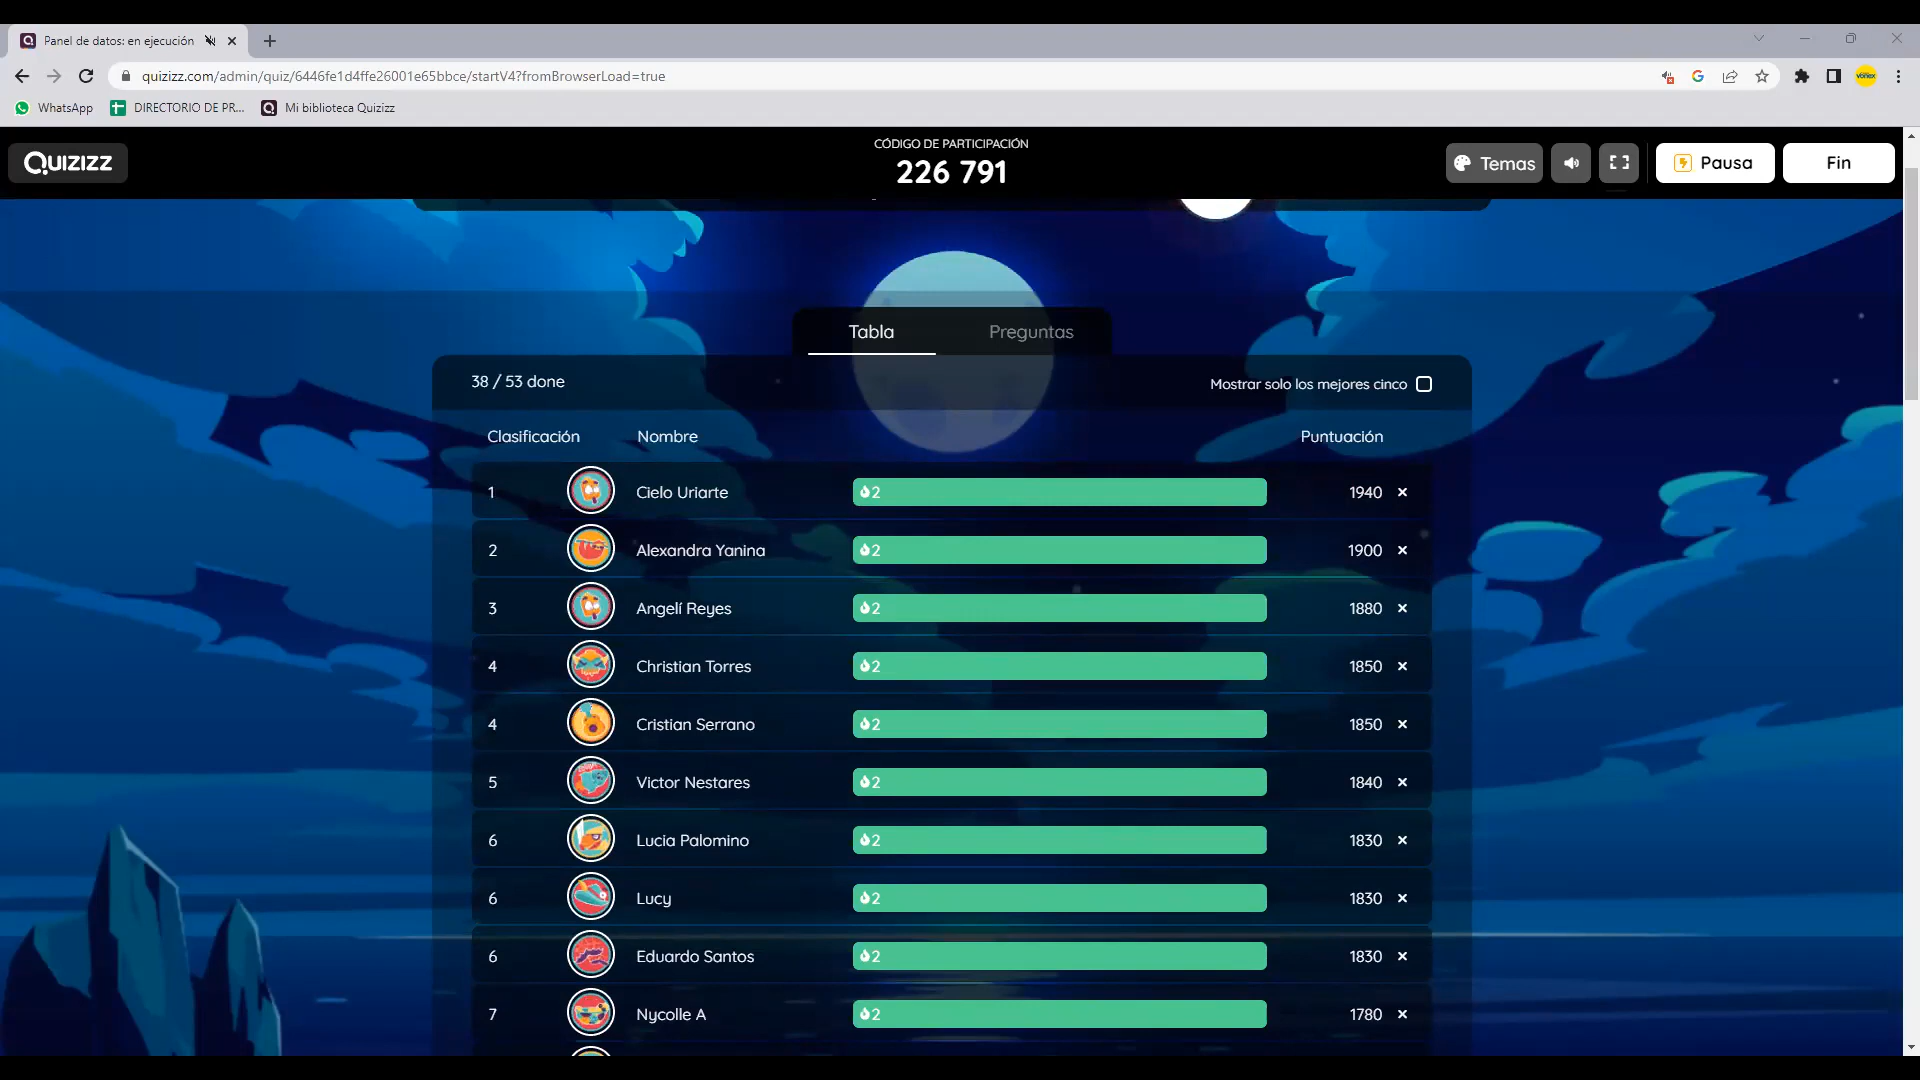 Panel de datos: en ejecución
quizizz.com/admin/quiz/6446fe1d4ffe26001e65bbce/startV4?fromBrowserLoad=true
WhatsApp DIRECTORIO DE PR... Mi biblioteca Quizizz
CÓDIGO DE PARTICIPACIÓN
QUIZIZZ 226 791 Temas Pausa Fin
Tabla Preguntas
38 / 53 done Mostrar solo los mejores cinco
Clasificación Nombre Puntuación
1 Cielo Uriarte 2 1940
2 Alexandra Yanina 2 1900
3 Angelí Reyes 2 1880
4 Christian Torres 2 1850
4 Cristian Serrano 2 1850
5 Victor Nestares 2 1840
6 Lucia Palomino 2 1830
6 Lucy 2 1830
6 Eduardo Santos 2 1830
7 Nycolle A 2 1780